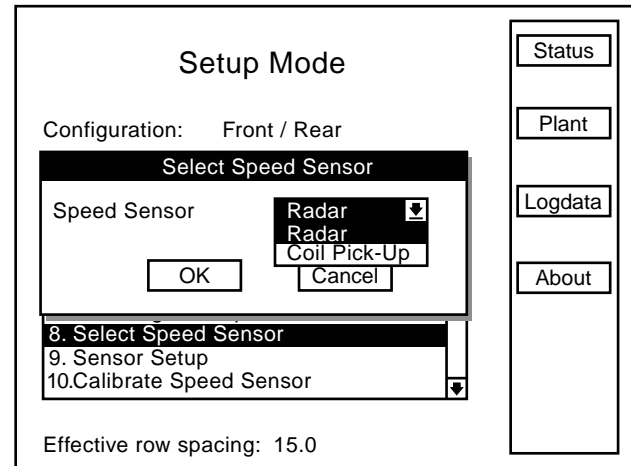 Setup Mode
Configuration: Front / Rear
Select Speed Sensor
Speed Sensor
Radar
Radar
Coil Pick-Up
OK
Cancel
8. Select Speed Sensor
9. Sensor Setup
10.Calibrate Speed Sensor
Effective row spacing: 15.0
Status
Plant
Logdata
About